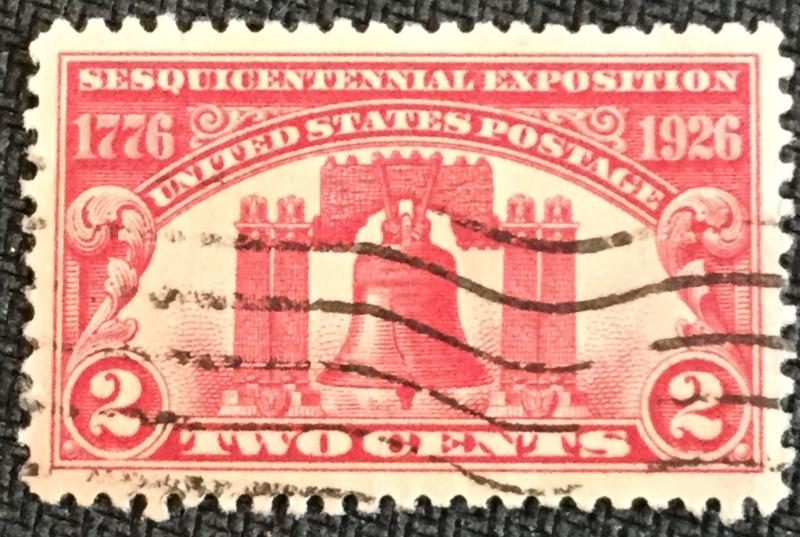 SESQUICENTENNIAL EXPOSITION
1776 1926
UNITED STATES POSTAGE
2 2
TWO CENTS